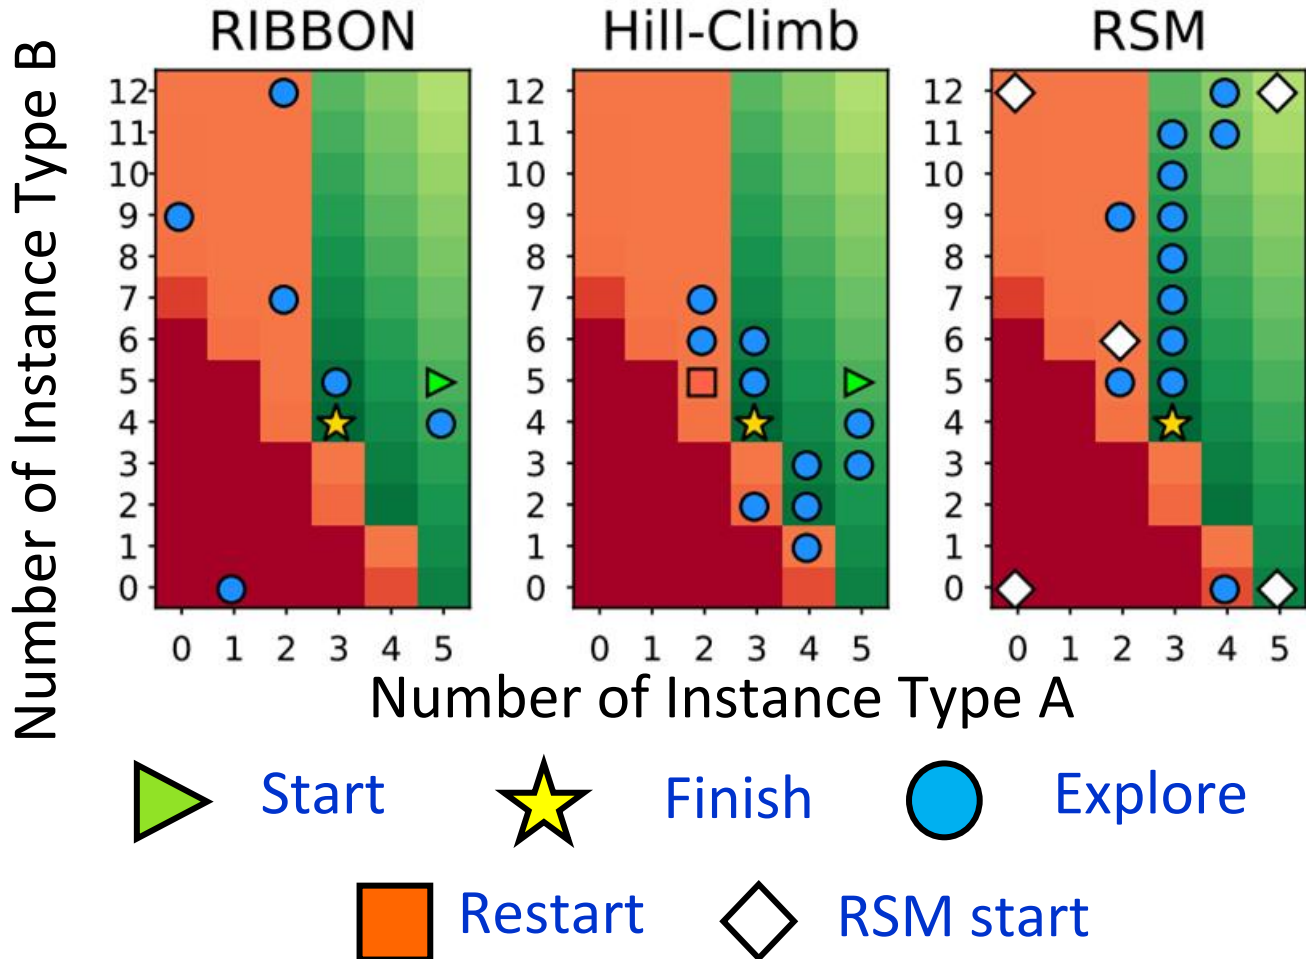 RIBBON Hill-Climb RSM
Number of Instance Type B
12 12 12
11 11 11
10 10 10
9 9 9
8 8 8
7 7 7
6 6 6
5 5 5
4 4 4
3 3 3
2 2 2
1 1 1
0 0 0
0 1 2 3 4 5 0 1 2 3 4 5 0 1 2 3 4 5
Number of Instance Type A
Start Finish Explore
Restart RSM start